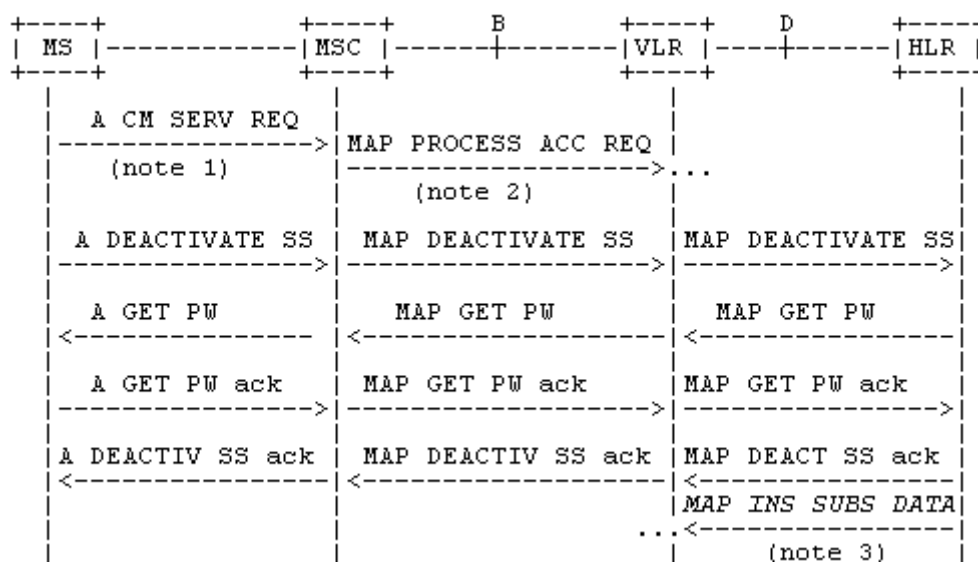 B D
MS MSC VLR HLR
A CM SERV REQ
MAP PROCESS ACC REQ
(note 1)
...
(note 2)
A DEACTIVATE SS MAP DEACTIVATE SS MAP DEACTIVATE SS
A GET PW MAP GET PW MAP GET PW
A GET PW ack MAP GET PW ack MAP GET PW ack
A DEACTIV SS ack MAP DEACTIV SS ack MAP DEACT SS ack
MAP INS SUBS DATA
...
(note 3)